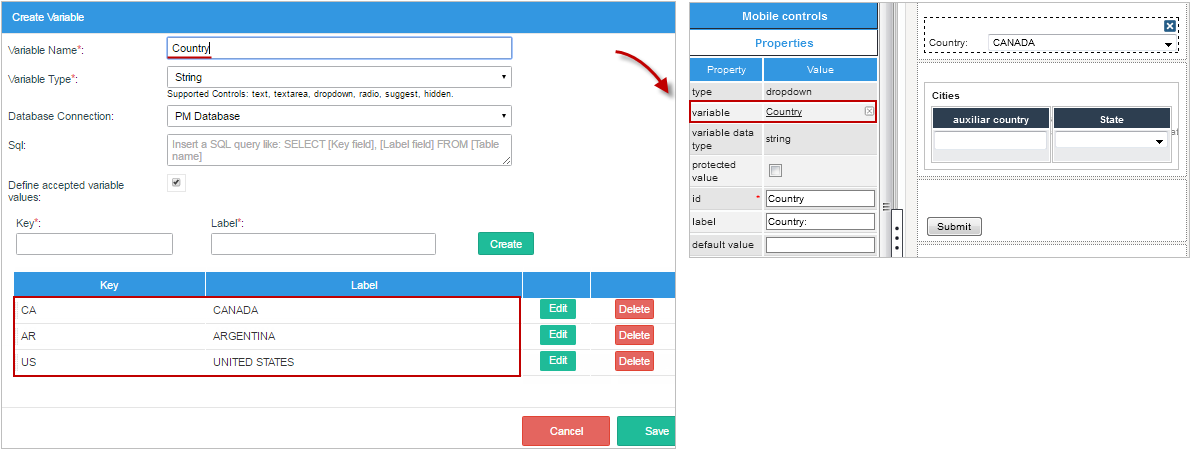 Create Variable
Variable Name*:
Country
Variable Type*:
String
Supported Controls: text, textarea, dropdown, radio, suggest, hidden.
Database Connection:
PM Database
Sql:
Insert a SQL query like: SELECT [Key field], [Label field] FROM [Table
name]
Define accepted variable
values:
Key*:
Label*:
Create
Key Label
CA CANADA Edit Delete
AR ARGENTINA Edit Delete
US UNITED STATES Edit Delete
Cancel Save
Mobile controls
Properties
Property Value
type dropdown
variable Country
variable data
type
string
protected
value
id * Country
label Country:
default value
Country: CANADA
Cities
auxiliar country State
at
Submit